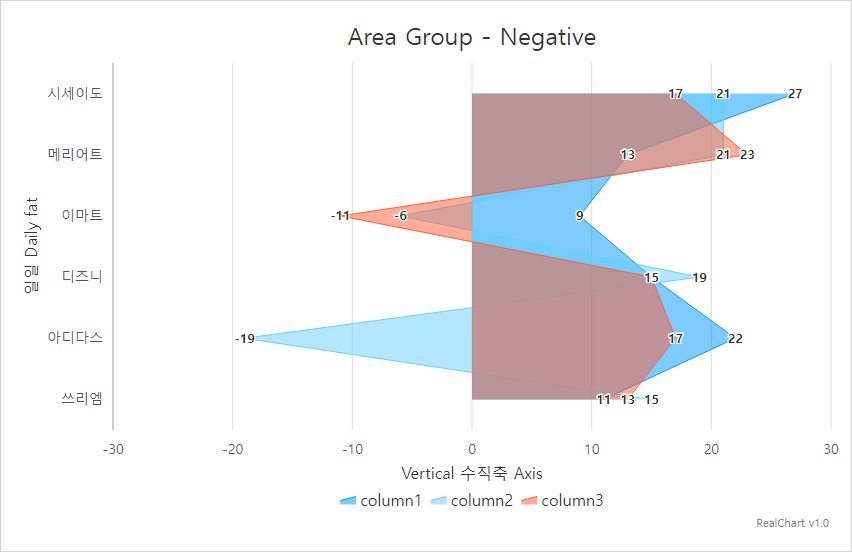 Area Group - Negative
일일 Daily fat
시세이도
17
21
27
메리어트
13
21
23
이마트
-11
-6
9
디즈니
15
19
아디다스
-19
17
22
쓰리엠
11
13
15
-30
-20
-10
0
10
20
30
Vertical 수직축 Axis
column1
column2
column3
RealChart v1.0